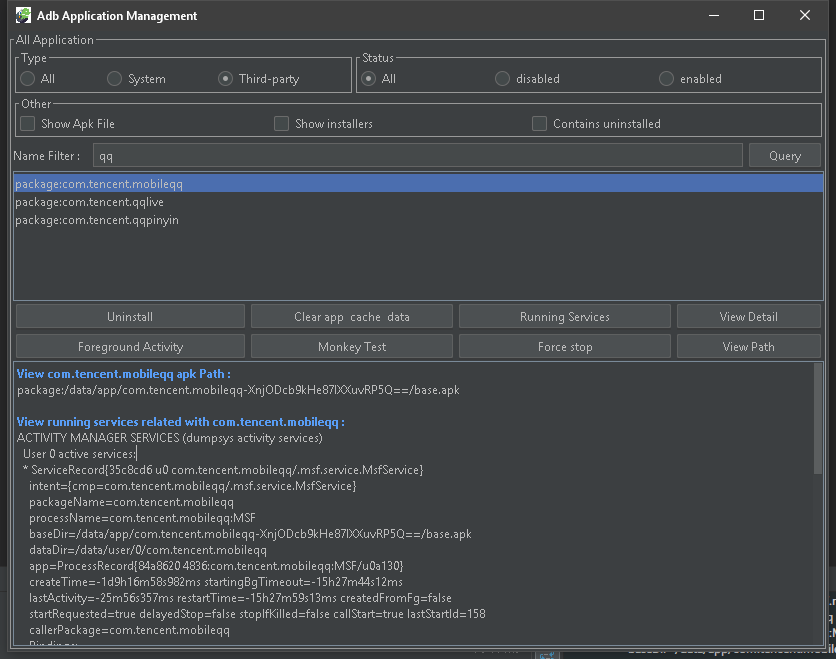 Adb Application Management
All Application
Type
All System Third-party
Status
All disabled enabled
Other
Show Apk File Show installers Contains uninstalled
Name Filter : qq Query
package:com.tencent.mobileqq
package:com.tencent.qqlive
package:com.tencent.qqpinyin
Uninstall Clear app cache data Running Services View Detail
Foreground Activity Monkey Test Force stop View Path
View com.tencent.mobileqq apk Path :
package:/data/app/com.tencent.mobileqq-XnjODcb9kHe87lXXuvRP5Q==/base.apk
View running services related with com.tencent.mobileqq :
ACTIVITY MANAGER SERVICES (dumpsys activity services)
User 0 active services:
* ServiceRecord{35c8cd6 u0 com.tencent.mobileqq/.msf.service.MsfService}
intent={cmp=com.tencent.mobileqq/.msf.service.MsfService}
packageName=com.tencent.mobileqq
processName=com.tencent.mobileqq:MSF
baseDir=/data/app/com.tencent.mobileqq-XnjODcb9kHe87lXXuvRP5Q==/base.apk
dataDir=/data/user/0/com.tencent.mobileqq
app=ProcessRecord{84a8620 4836:com.tencent.mobileqq:MSF/u0a130}
createTime=-1d9h16m58s982ms startingBgTimeout=-15h27m44s12ms
lastActivity=-25m56s357ms restartTime=-15h27m59s13ms createdFromFg=false
startRequested=true delayedStop=false stopIfKilled=false callStart=true lastStartId=158
callerPackage=com.tencent.mobileqq
Bindings: